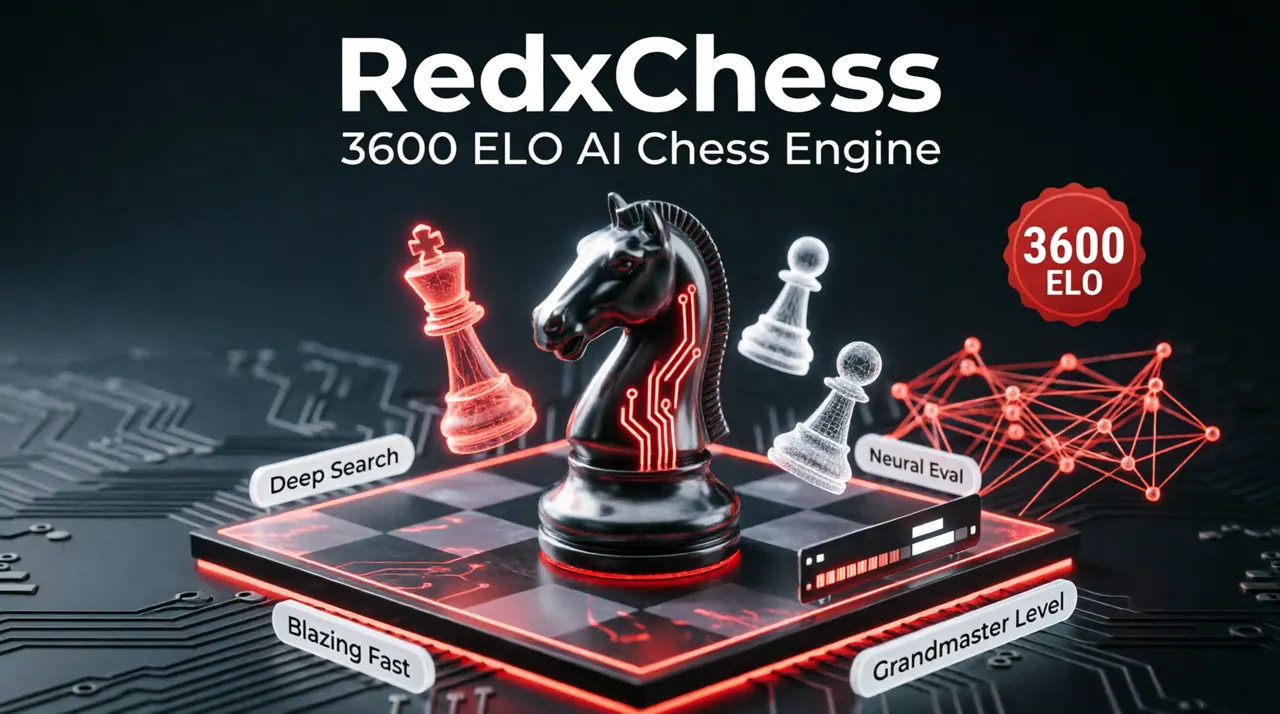 RedxChess
3600 ELO AI Chess Engine
3600
ELO
Deep Search
Neural Eval
Blazing Fast
Grandmaster Level